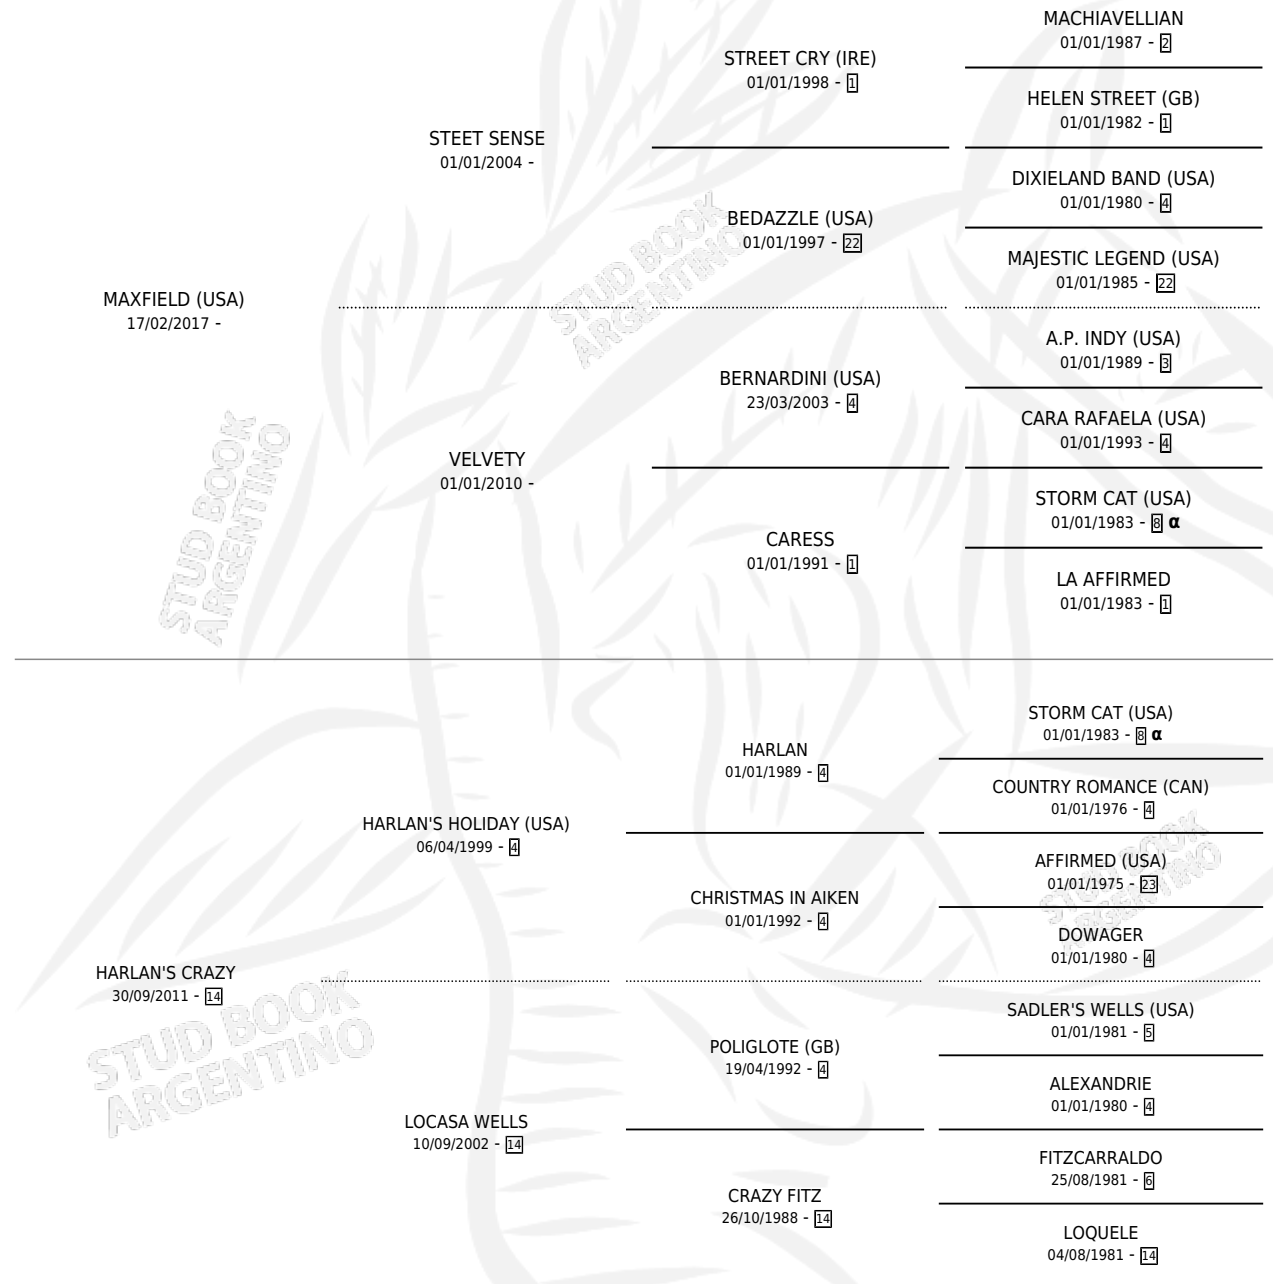 MACHIAVELLIAN
01/01/1987 - 2
STREET CRY (IRE)
01/01/1998 - 1
HELEN STREET (GB)
01/01/1982 - 1
STEET SENSE
01/01/2004 -
DIXIELAND BAND (USA)
01/01/1980 - 4
BEDAZZLE (USA)
01/01/1997 - 22
MAJESTIC LEGEND (USA)
01/01/1985 - 22
MAXFIELD (USA)
17/02/2017 -
A.P. INDY (USA)
01/01/1989 - 3
BERNARDINI (USA)
23/03/2003 - 4
CARA RAFAELA (USA)
01/01/1993 - 4
VELVETY
01/01/2010 -
STORM CAT (USA)
01/01/1983 - 8 α
CARESS
01/01/1991 - 1
LA AFFIRMED
01/01/1983 - 1
STORM CAT (USA)
01/01/1983 - 8 α
HARLAN
01/01/1989 - 4
COUNTRY ROMANCE (CAN)
01/01/1976 - 4
HARLAN'S HOLIDAY (USA)
06/04/1999 - 4
AFFIRMED (USA)
01/01/1975 - 23
CHRISTMAS IN AIKEN
01/01/1992 - 4
DOWAGER
01/01/1980 - 4
HARLAN'S CRAZY
30/09/2011 - 14
SADLER'S WELLS (USA)
01/01/1981 - 5
POLIGLOTE (GB)
19/04/1992 - 4
ALEXANDRIE
01/01/1980 - 4
LOCASA WELLS
10/09/2002 - 14
FITZCARRALDO
25/08/1981 - 6
CRAZY FITZ
26/10/1988 - 14
LOQUELE
04/08/1981 - 14
STUD BOOK
ARGENTINO
STUD BOOK
ARGENTINO
STUD BOOK
ARGENTINO
STUD BOOK
ARGENTINO